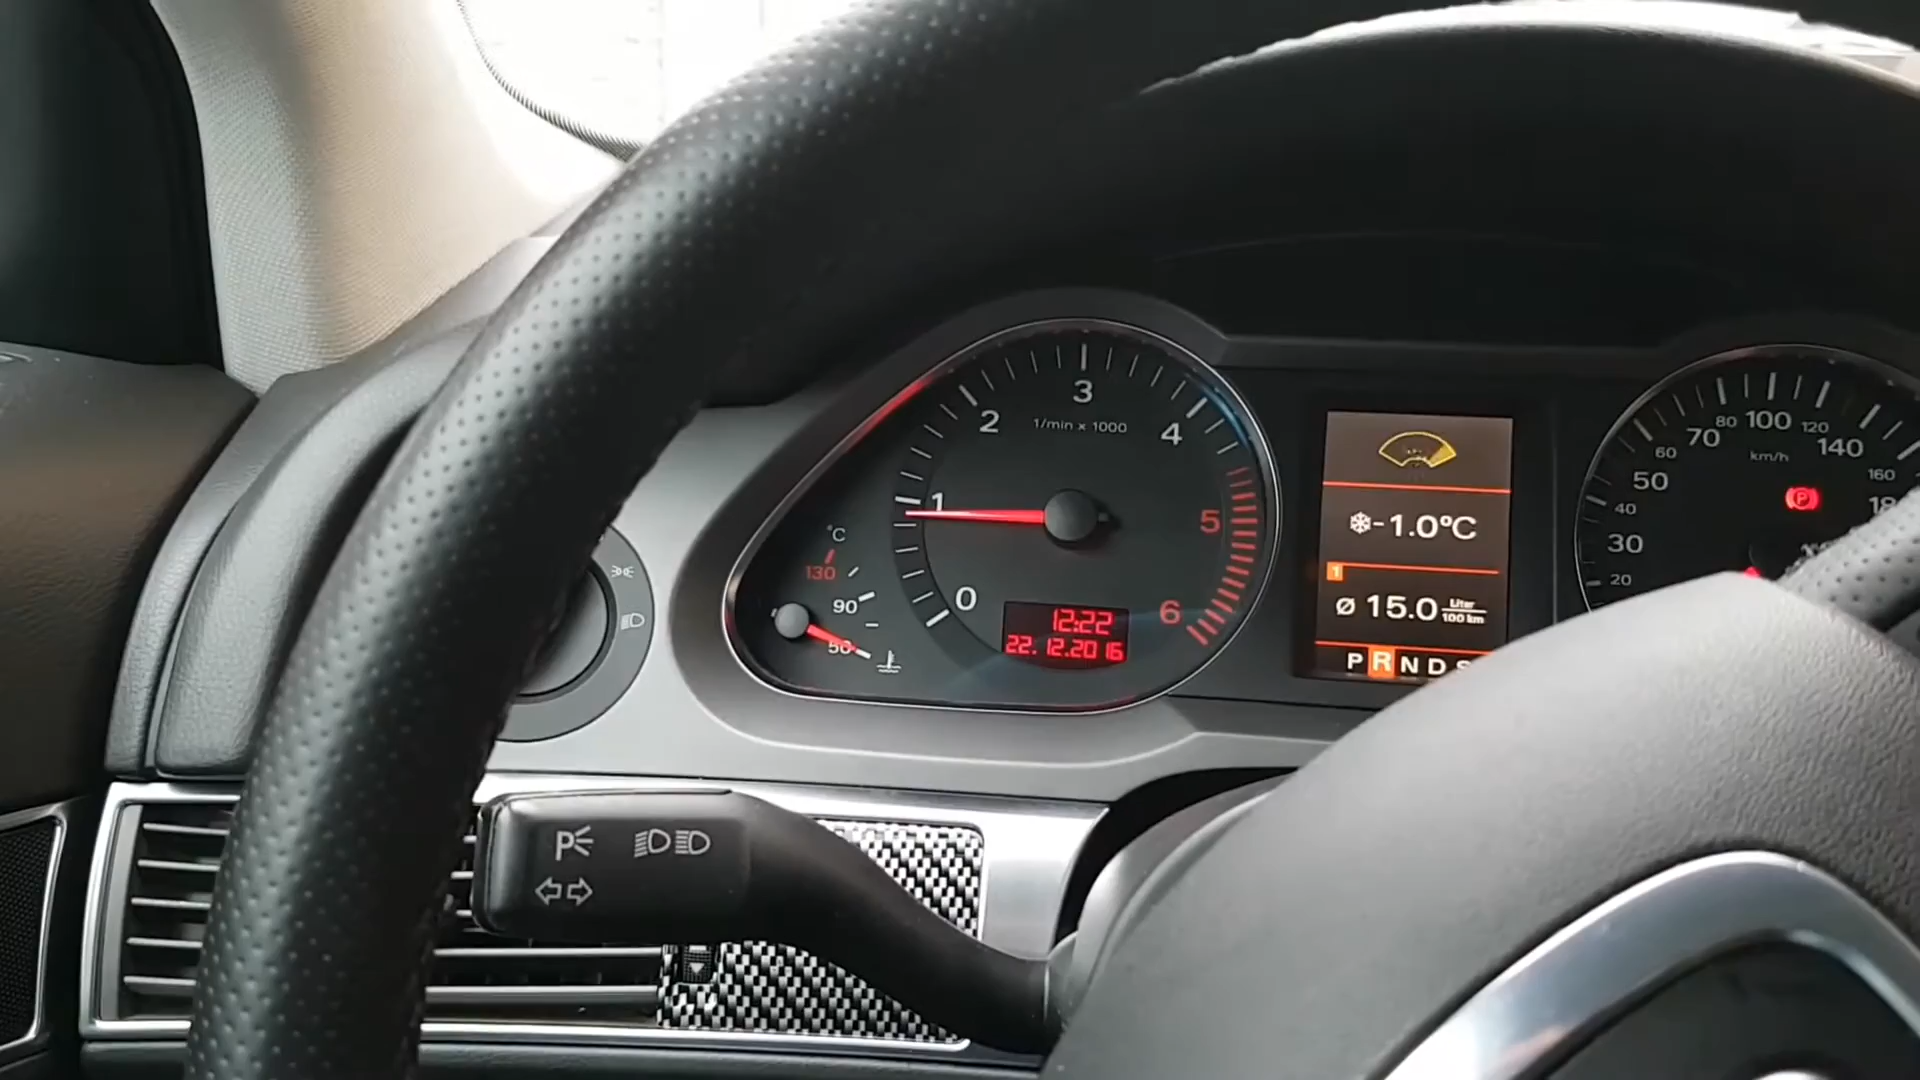 1/min x 1000
0
1
2
3
4
5
6
°C
130
90
50
12:22
22.12.2016
-1.0°C
1
Ø 15.0 Liter
100 km
P R N D S
20
30
40
50
60
70
80
100
120
140
160
km/h
P
P